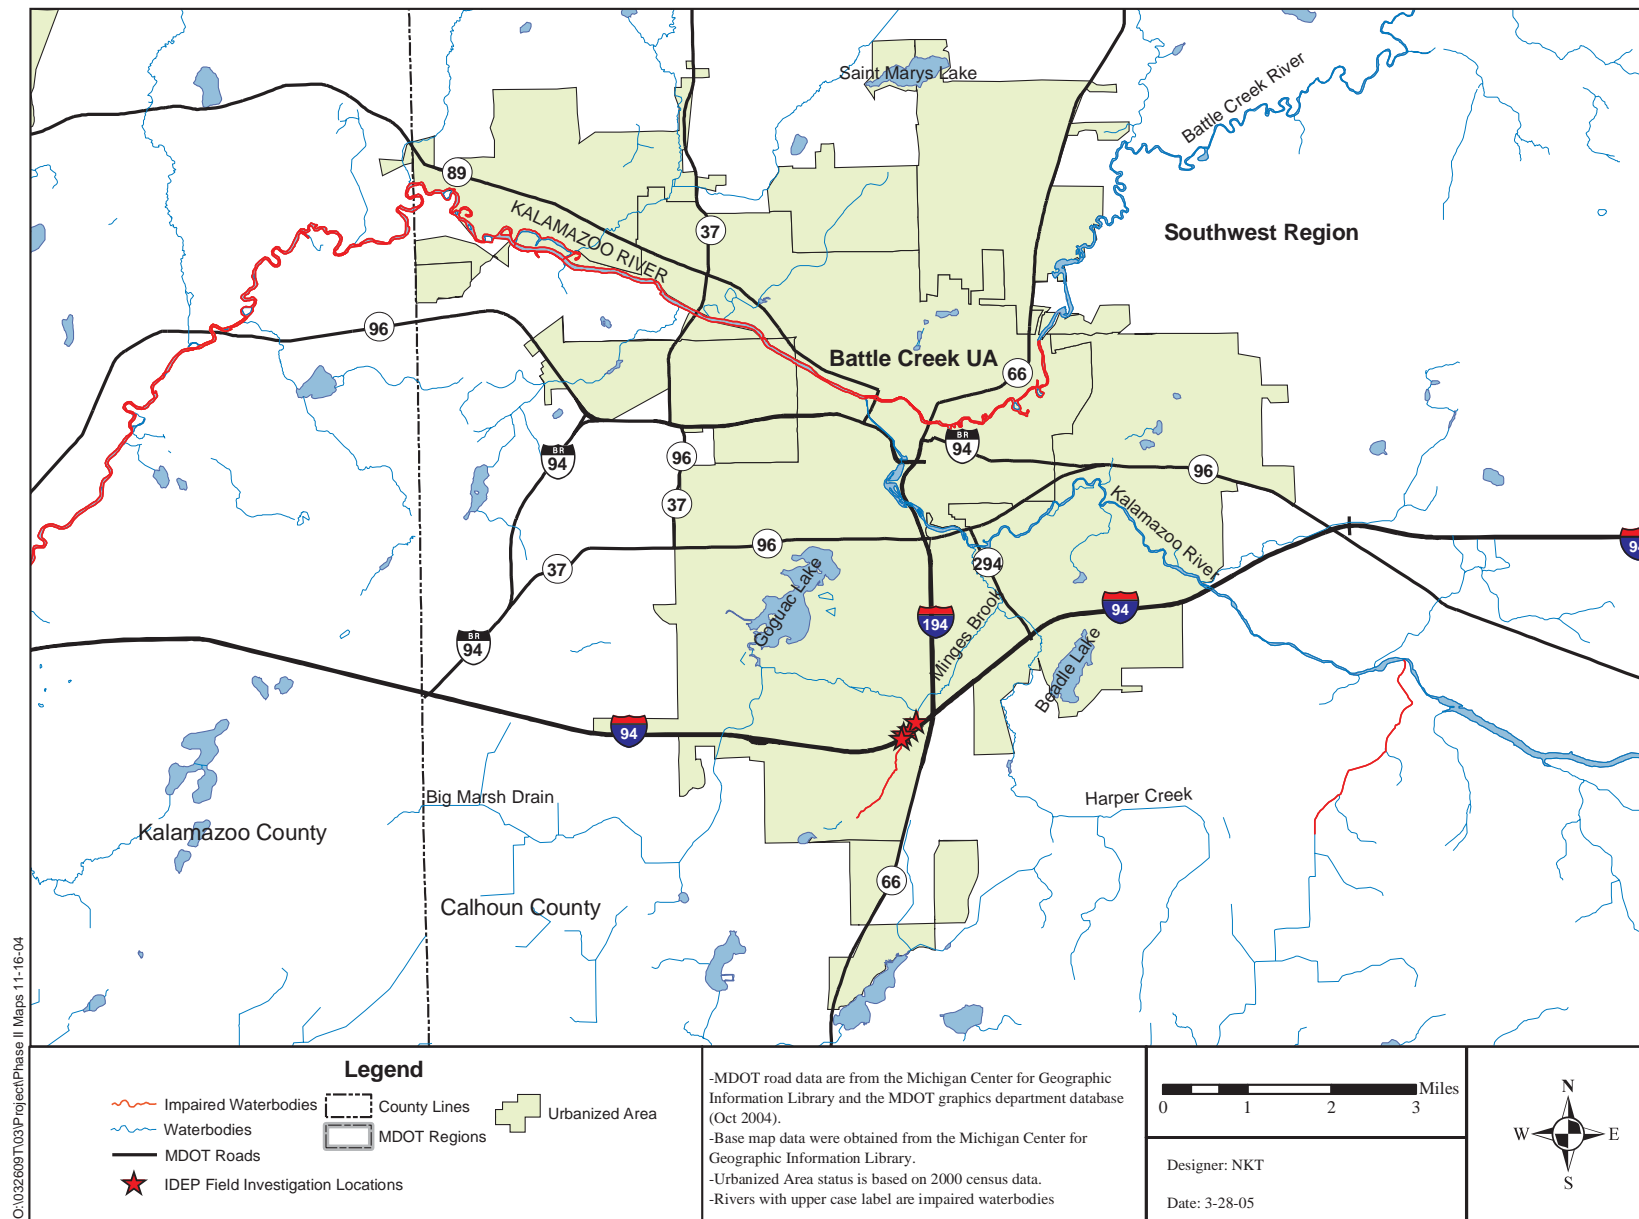 Saint Marys Lake
Battle Creek River
89
KALAMAZOO RIVER
37
Southwest Region
96
Battle Creek UA
66
BR
94
BR
94
96
96
37
Kalamazoo River
96
37
294
94
Goguac Lake
194
94
Minges Brook
BR
94
Beadle Lake
94
Big Marsh Drain
Harper Creek
Kalamazoo County
66
Calhoun County
O:\032609T\03\Project\Phase II Maps 11-16-04
Legend
Impaired Waterbodies
Waterbodies
MDOT Roads
IDEP Field Investigation Locations
County Lines
MDOT Regions
Urbanized Area
-MDOT road data are from the Michigan Center for Geographic
Information Library and the MDOT graphics department database
(Oct 2004).
-Base map data were obtained from the Michigan Center for
Geographic Information Library.
-Urbanized Area status is based on 2000 census data.
-Rivers with upper case label are impaired waterbodies
Miles
0 1 2 3
Designer: NKT
Date: 3-28-05
N
W E
S